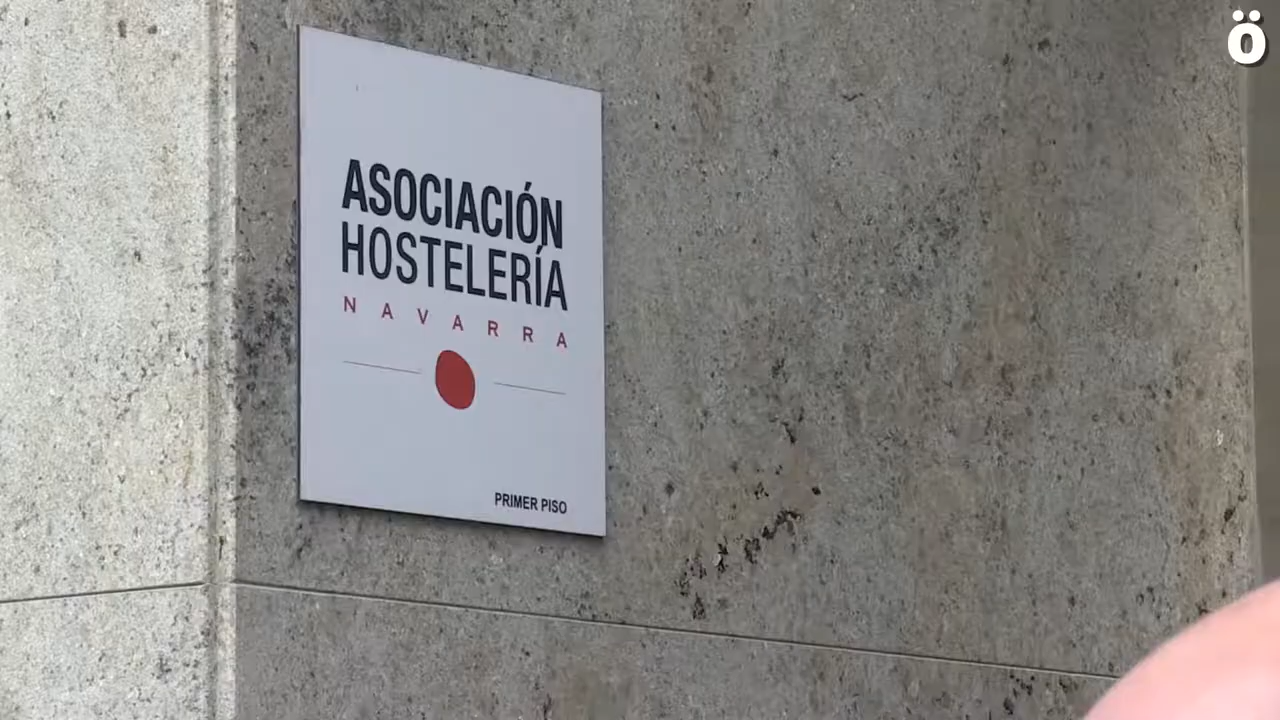 ö
ASOCIACIÓN
HOSTELERÍA
NAVARRA
PRIMER PISO